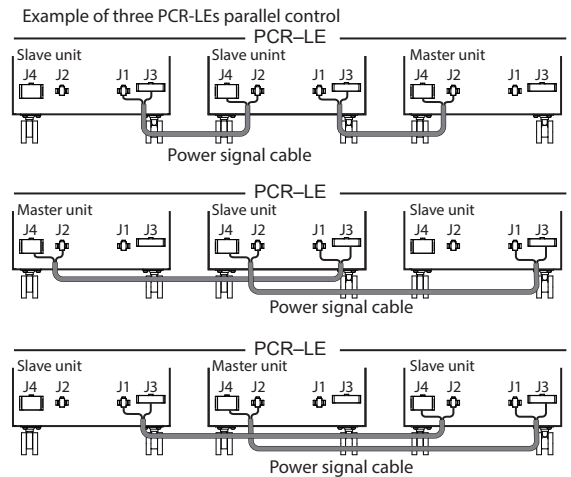 Example of three PCR-LEs parallel control
PCR–LE
Slave unit Slave unint Master unit
J4 J2 J1 J3 J4 J2 J1 J3 J4 J2 J1 J3
Power signal cable
PCR–LE
Master unit Slave unit Slave unit
J4 J2 J1 J3 J4 J2 J1 J3 J4 J2 J1 J3
Power signal cable
PCR–LE
Slave unit Master unit Slave unit
J4 J2 J1 J3 J4 J2 J1 J3 J4 J2 J1 J3
Power signal cable